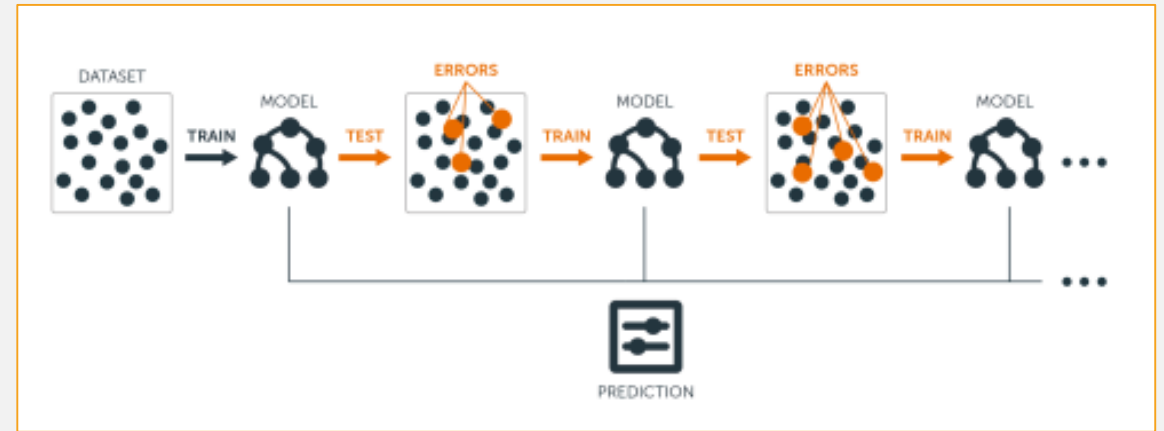 DATASET
MODEL
TRAIN
TEST
ERRORS
TRAIN
MODEL
TEST
ERRORS
TRAIN
MODEL
PREDICTION